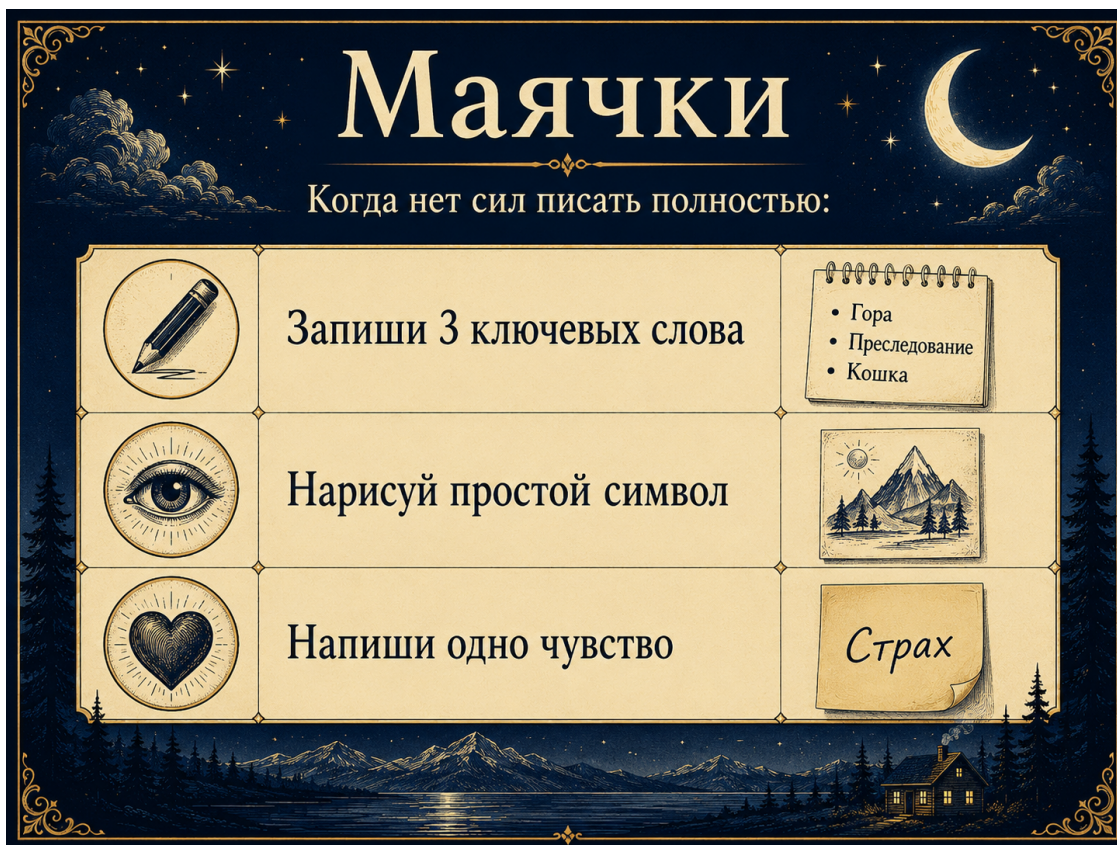 Маячки
Когда нет сил писать полностью:
Запиши 3 ключевых слова
• Гора
• Преследование
• Кошка
Нарисуй простой символ
Напиши одно чувство
Страх